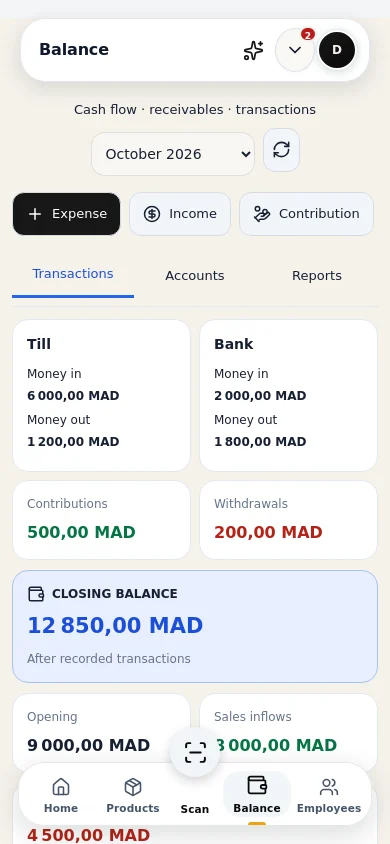 Balance
2
D
Cash flow · receivables · transactions
October 2026
Expense
Income
Contribution
Transactions
Accounts
Reports
Till
Money in
6 000,00 MAD
Money out
1 200,00 MAD
Bank
Money in
2 000,00 MAD
Money out
1 800,00 MAD
Contributions
500,00 MAD
Withdrawals
200,00 MAD
CLOSING BALANCE
12 850,00 MAD
After recorded transactions
Opening
9 000,00 MAD
Sales inflows
8 000,00 MAD
Home
Products
Scan
Balance
Employees
4 500,00 MAD